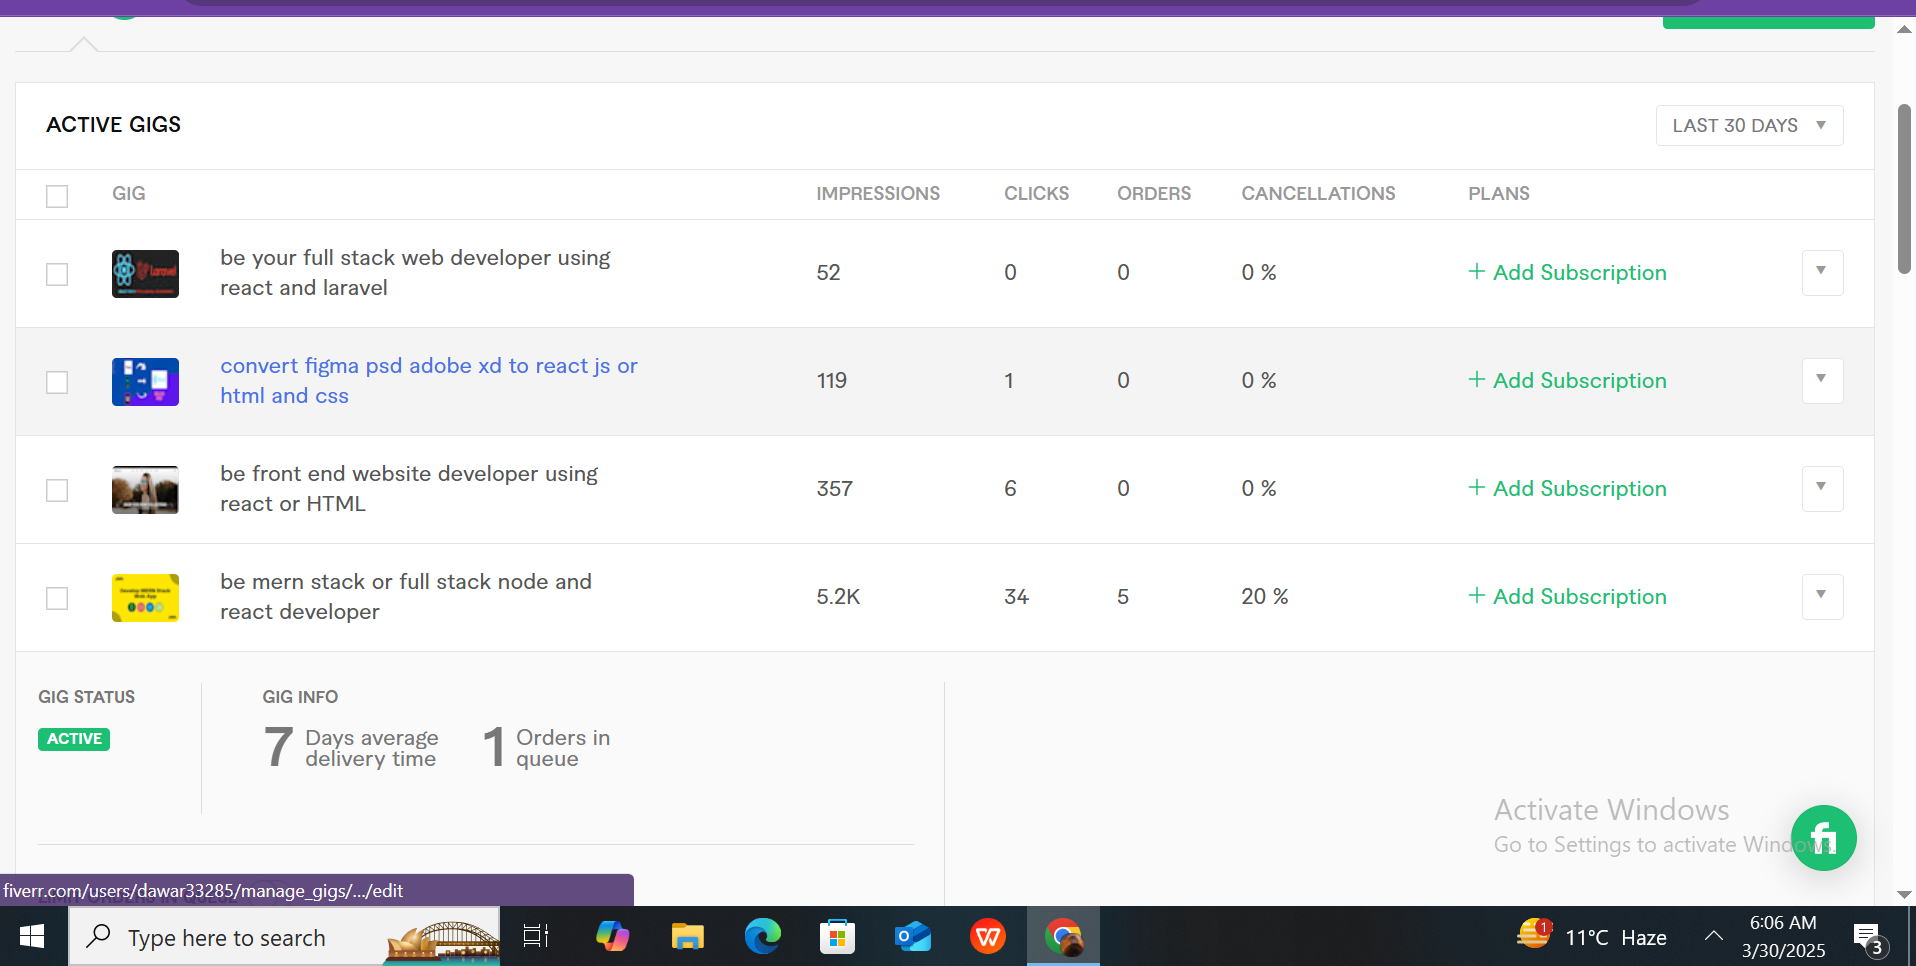 ACTIVE GIGS
LAST 30 DAYS
GIG IMPRESSIONS CLICKS ORDERS CANCELLATIONS PLANS
be your full stack web developer using
react and laravel
52 0 0 0 % + Add Subscription
convert figma psd adobe xd to react js or
html and css
119 1 0 0 % + Add Subscription
be front end website developer using
react or HTML
357 6 0 0 % + Add Subscription
be mern stack or full stack node and
react developer
5.2K 34 5 20 % + Add Subscription
GIG STATUS
ACTIVE
GIG INFO
7 Days average
delivery time
1 Orders in
queue
Activate Windows
Go to Settings to activate Windows.
fi
fiverr.com/users/dawar33285/manage_gigs/.../edit
LIMIT ORDERS IN QUEUE
Type here to search
1
11°C Haze
6:06 AM
3/30/2025
3